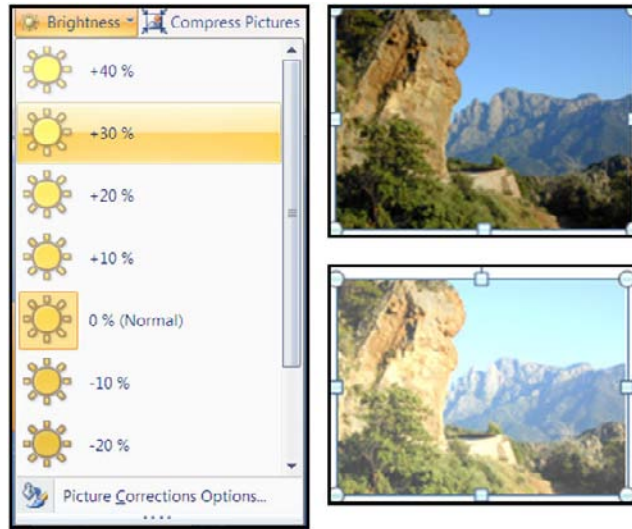 Brightness Compress Pictures
+40 %
+30 %
+20 %
+10 %
0 % (Normal)
-10 %
-20 %
Picture Corrections Options...